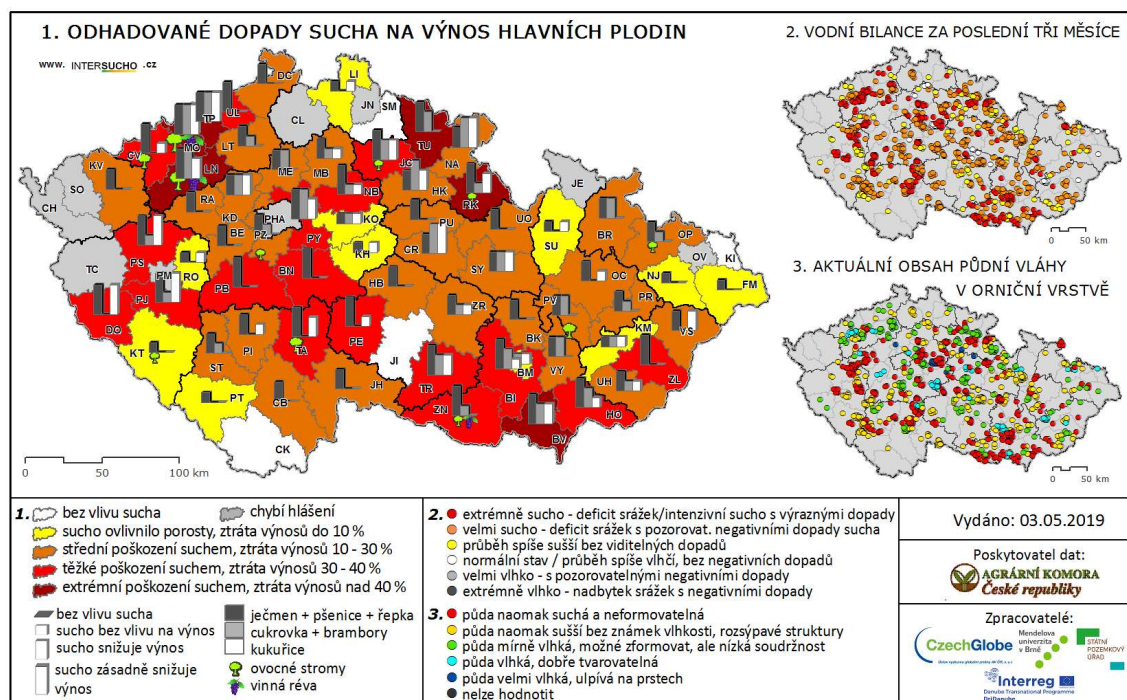 1. ODHADOVANÉ DOPADY SUCHA NA VÝNOS HLAVNÍCH PLODIN
www. INTERSUCHO .cz
DC
LI
UL
TP
CL
JN
SM
TU
CV
MO
LT
LN
KV
SO
CH
ME
MB
JC
NA
RA
NB
HK
RK
JE
KD
PHA
KO
PU
UO
BE
PZ
PY
KH
CR
SU
BR
OP
PS
RO
PM
TC
OV
KI
BN
PB
HB
SY
OC
NJ
FM
PJ
DO
ZR
PV
PR
KT
PI
TA
PE
BK
KM
VS
ST
JI
BM
VY
ZL
JH
TR
UH
PT
CB
ZN
BI
HO
BV
CK
0 50 100 km
2. VODNÍ BILANCE ZA POSLEDNÍ TŘI MĚSÍCE
0 50 km
3. AKTUÁLNÍ OBSAH PŮDNÍ VLÁHY
V ORNIČNÍ VRSTVĚ
0 50 km
1. bez vlivu sucha
chybí hlášení
sucho ovlivnilo porosty, ztráta výnosů do 10 %
střední poškození suchem, ztráta výnosů 10 - 30 %
těžké poškození suchem, ztráta výnosů 30 - 40 %
extrémní poškození suchem, ztráta výnosů nad 40 %
bez vlivu sucha
sucho bez vlivu na výnos
sucho snižuje výnos
sucho zásadně snižuje
výnos
ječmen + pšenice + řepka
cukrovka + brambory
kukuřice
ovocné stromy
vinná réva
2. extrémně sucho - deficit srážek/intenzivní sucho s výraznými dopady
velmi sucho - deficit srážek s pozorovat. negativními dopady sucha
průběh spíše sušší bez viditelných dopadů
normální stav / průběh spíše vlhčí, bez negativních dopadů
velmi vlhko - s pozorovatelnými negativními dopady
extrémně vlhko - nadbytek srážek s negativními dopady
3. půda naomak suchá a neformovatelná
půda naomak sušší bez známek vlhkosti, rozsýpavé struktury
půda mírně vlhká, možné zformovat, ale nízká soudržnost
půda vlhká, dobře tvarovatelná
půda velmi vlhká, ulpívá na prstech
nelze hodnotit
Vydáno: 03.05.2019
Poskytovatel dat:
AGRÁRNÍ KOMORA
České republiky
Zpracovatelé:
CzechGlobe
Mendelova
univerzita
v Brně
STÁTNÍ
POZEMKOVÝ
ÚŘAD
Interreg
Danube Transnational Programme
DriDanube